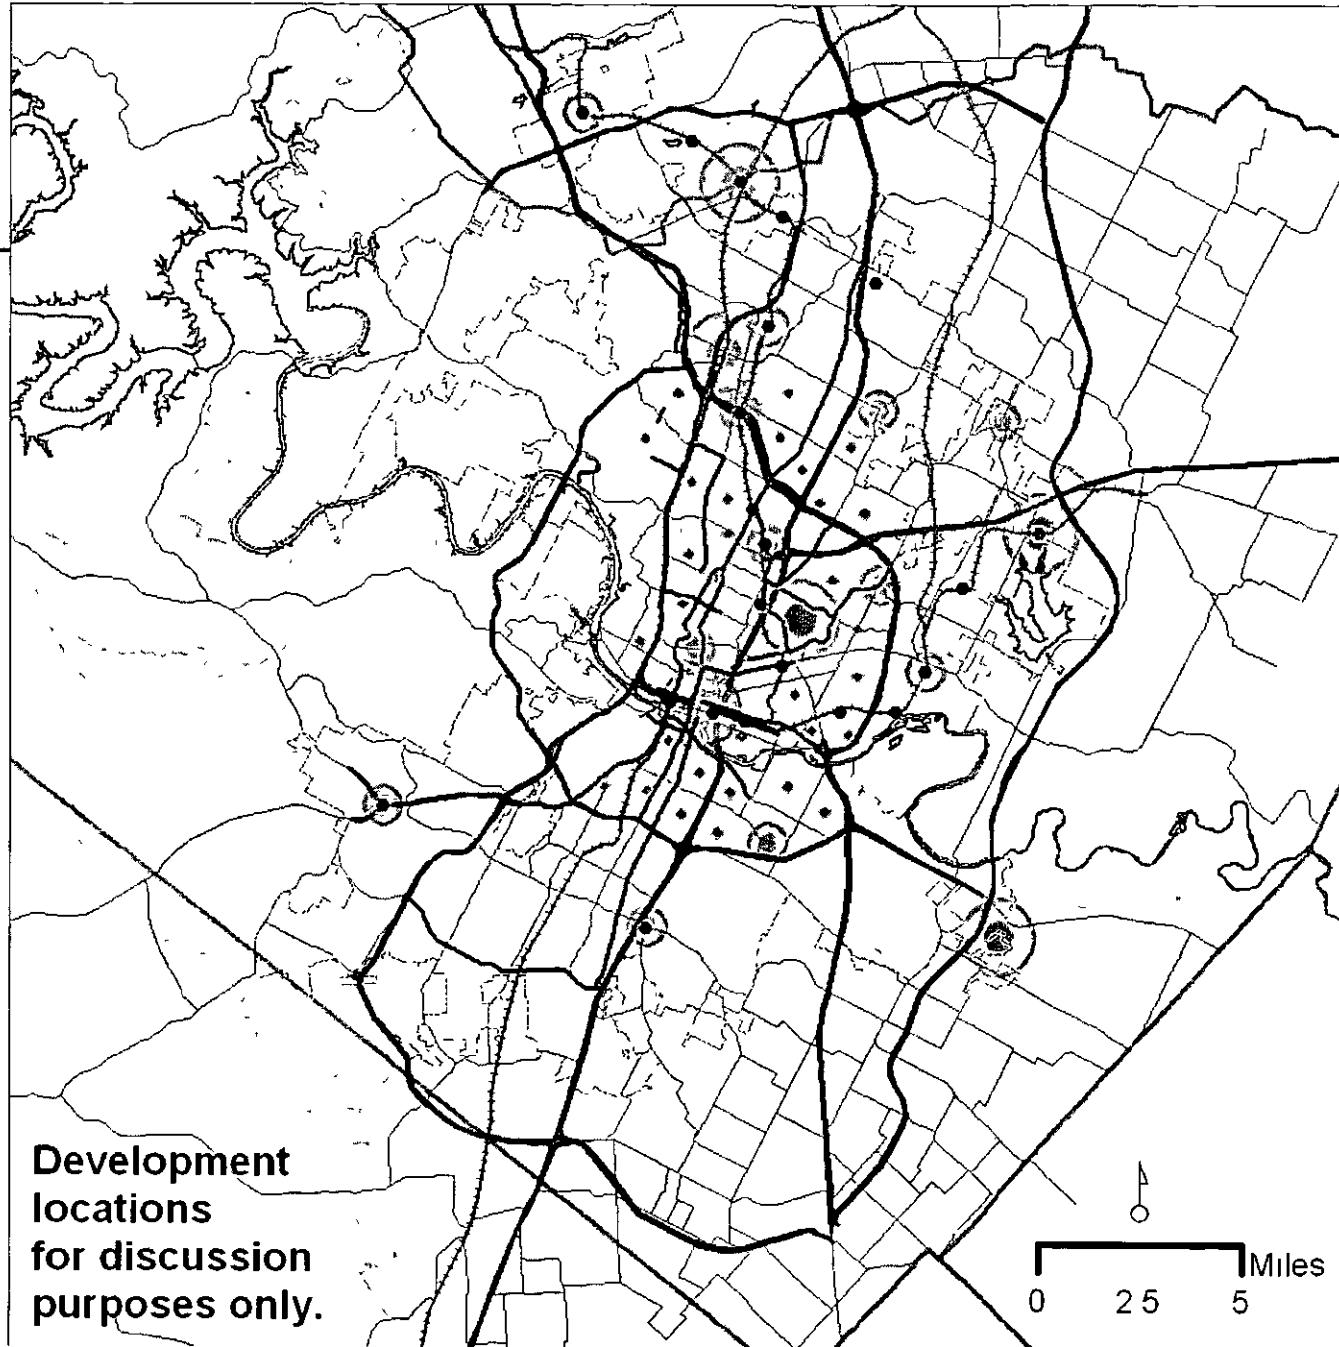 Development
locations
for discussion
purposes only.
Miles
0 2 5 5